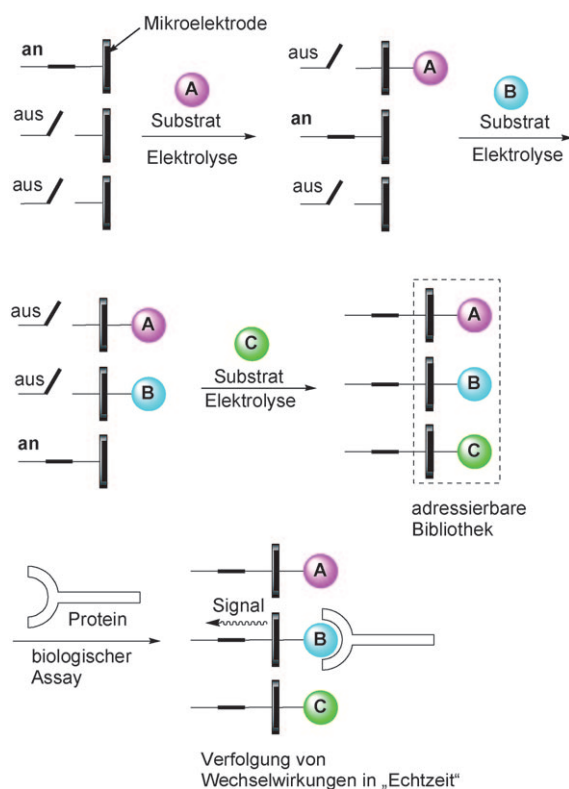 Mikroelektrode
an
aus
aus
A
Substrat
Elektrolyse
aus
A
an
aus
B
Substrat
Elektrolyse
aus
A
aus
B
an
C
Substrat
Elektrolyse
A
B
C
adressierbare
Bibliothek
Protein
biologischer
Assay
A
Signal
B
C
Verfolgung von
Wechselwirkungen in „Echtzeit“